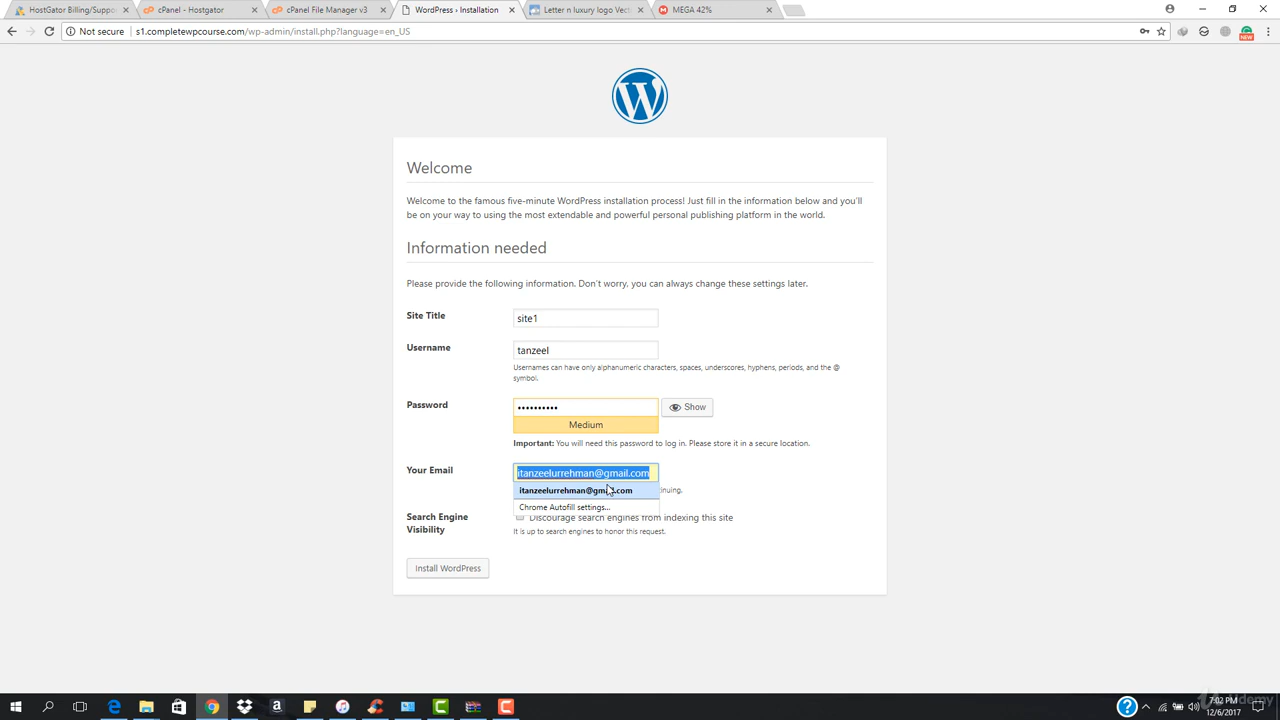 HostGator Billing/Suppo
cPanel - Hostgator
cPanel File Manager v3
WordPress › Installation
Letter n luxury logo Vect
MEGA 42%
Not secure
s1.completewpcourse.com/wp-admin/install.php?language=en_US
NEW
Welcome
Welcome to the famous five-minute WordPress installation process! Just fill in the information below and you'll
be on your way to using the most extendable and powerful personal publishing platform in the world.
Information needed
Please provide the following information. Don't worry, you can always change these settings later.
Site Title
site1
Username
tanzeel
Usernames can have only alphanumeric characters, spaces, underscores, hyphens, periods, and the @
symbol.
Password
••••••••••
Show
Medium
Important: You will need this password to log in. Please store it in a secure location.
Your Email
itanzeelurrehman@gmail.com
itanzeelurrehman@gmail.com
inuing.
Chrome Autofill settings...
Search Engine
Visibility
Discourage search engines from indexing this site
It is up to search engines to honor this request.
Install WordPress
7:02 PM
12/6/2017